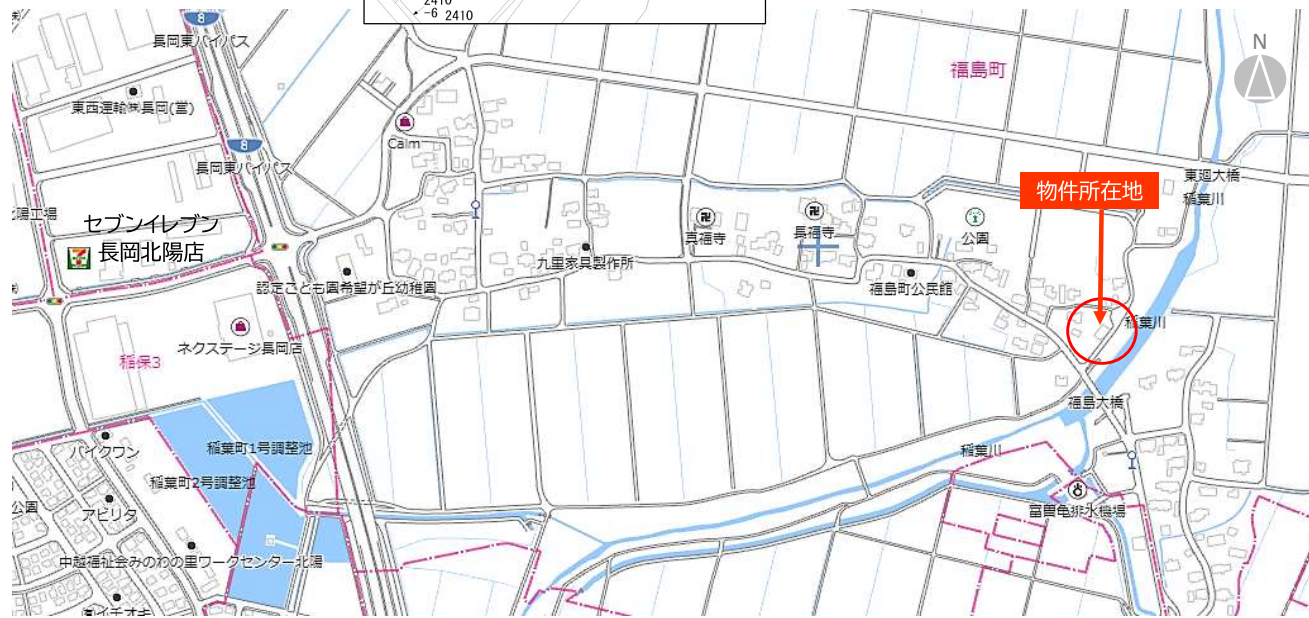 2410
-6 2410
8
長岡東バイパス
N
福島町
東西運輸㈱長岡(営)
Calm
8
長岡東バイパス
東廻大橋
稲葉川
物件所在地
北陽工場
セブンイレブン
長岡北陽店
真福寺
長福寺
公園
九里家具製作所
認定こども園希望が丘幼稚園
福島町公民館
稲葉川
ネクステージ長岡店
稲保3
福島大橋
バイクワン
稲葉町1号調整池
稲葉川
稲葉町2号調整池
公園
アビリタ
富曽亀排水機場
中越福祉会みのわの里ワークセンター北陽
㈲イチオキ